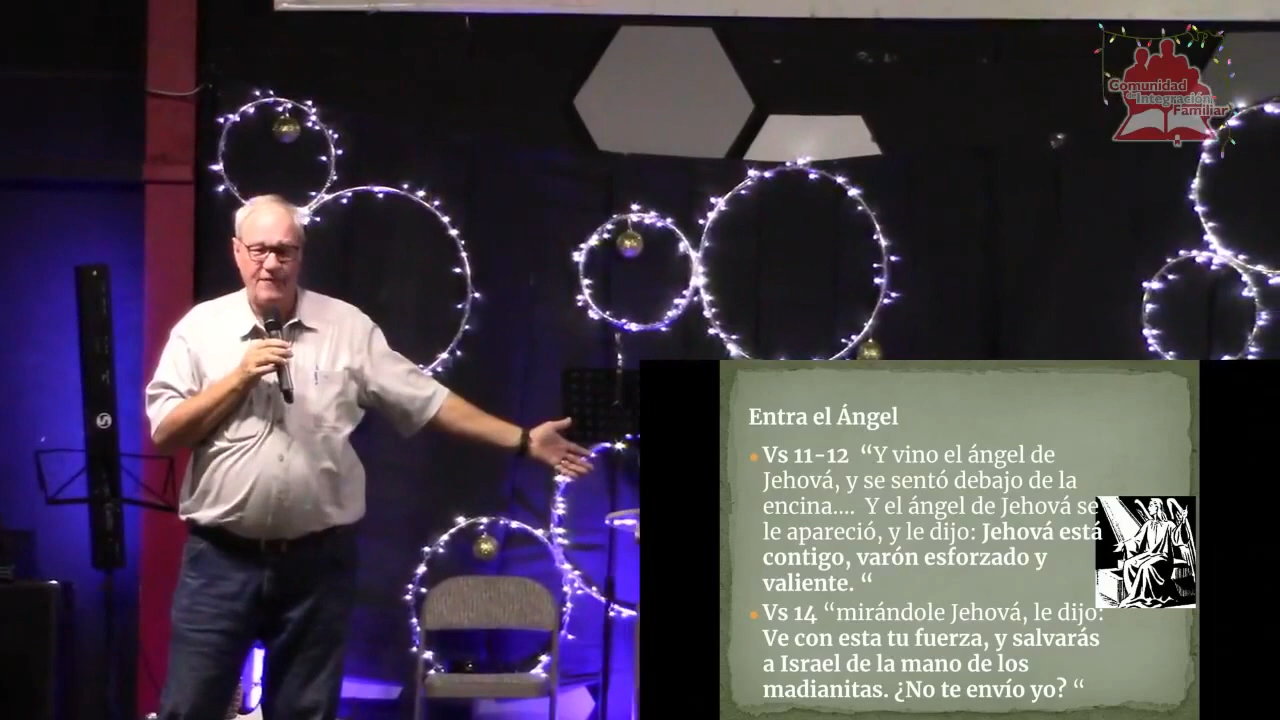 Comunidad
de Integración
Familiar
Entra el Ángel
Vs 11-12 “Y vino el ángel de
Jehová, y se sentó debajo de la
encina.... Y el ángel de Jehová se
le apareció, y le dijo: Jehová está
contigo, varón esforzado y
valiente. “
Vs 14 “mirándole Jehová, le dijo:
Ve con esta tu fuerza, y salvarás
a Israel de la mano de los
madianitas. ¿No te envío yo? “